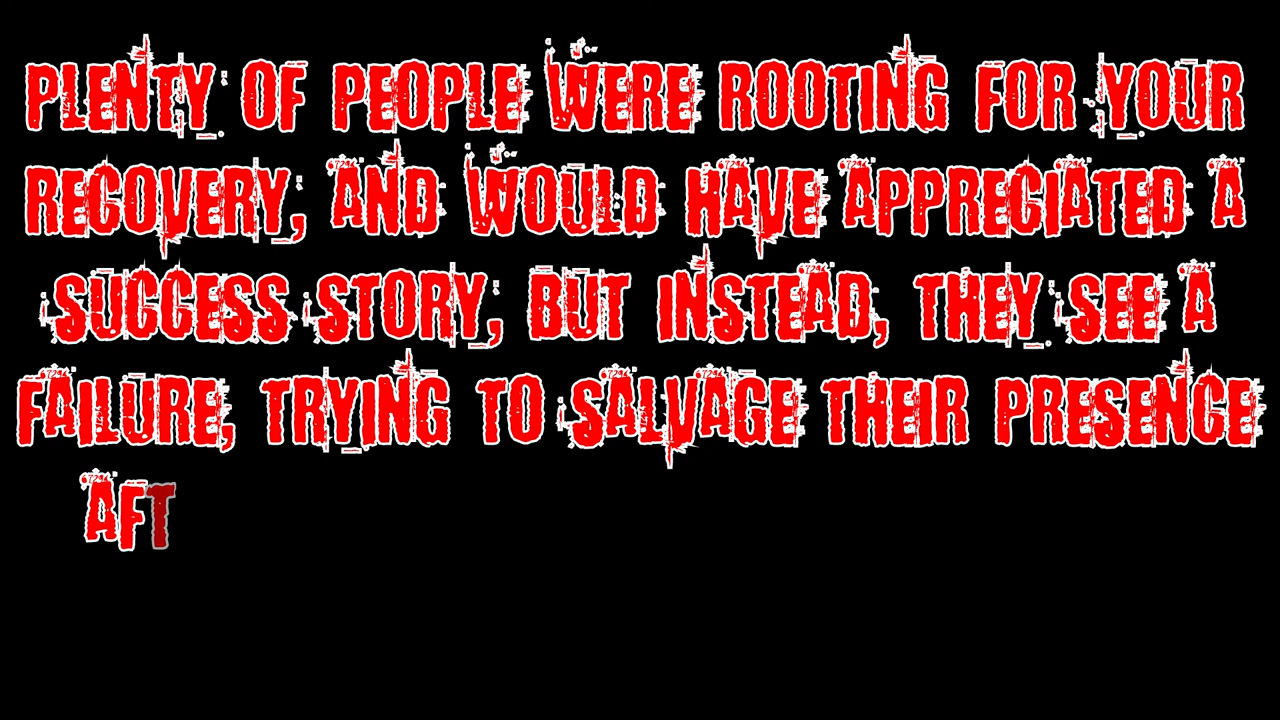 PLENTY OF PEOPLE WERE ROOTING FOR YOUR
RECOVERY, AND WOULD HAVE APPRECIATED A
SUCCESS STORY, BUT INSTEAD, THEY SEE A
FAILURE, TRYING TO SALVAGE THEIR PRESENCE
AFT